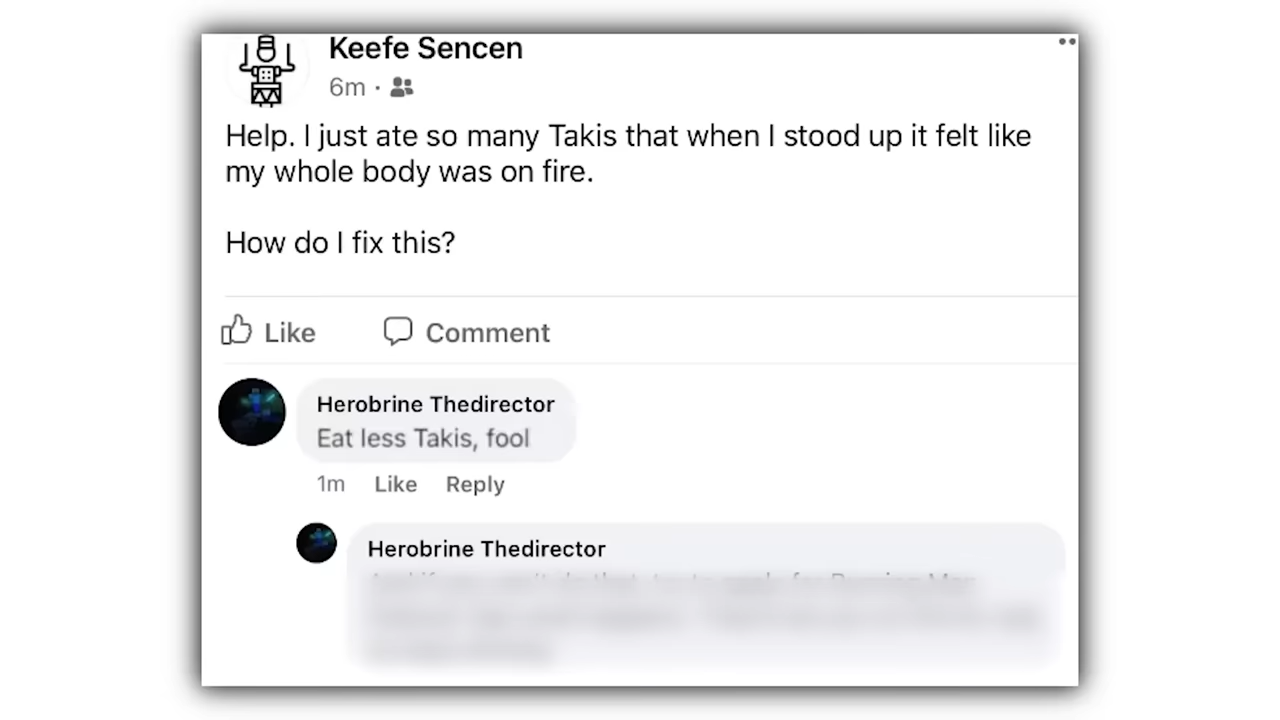 Keefe Sencen
6m ·
Help. I just ate so many Takis that when I stood up it felt like
my whole body was on fire.
How do I fix this?
Like Comment
Herobrine Thedirector
Eat less Takis, fool
1m Like Reply
Herobrine Thedirector